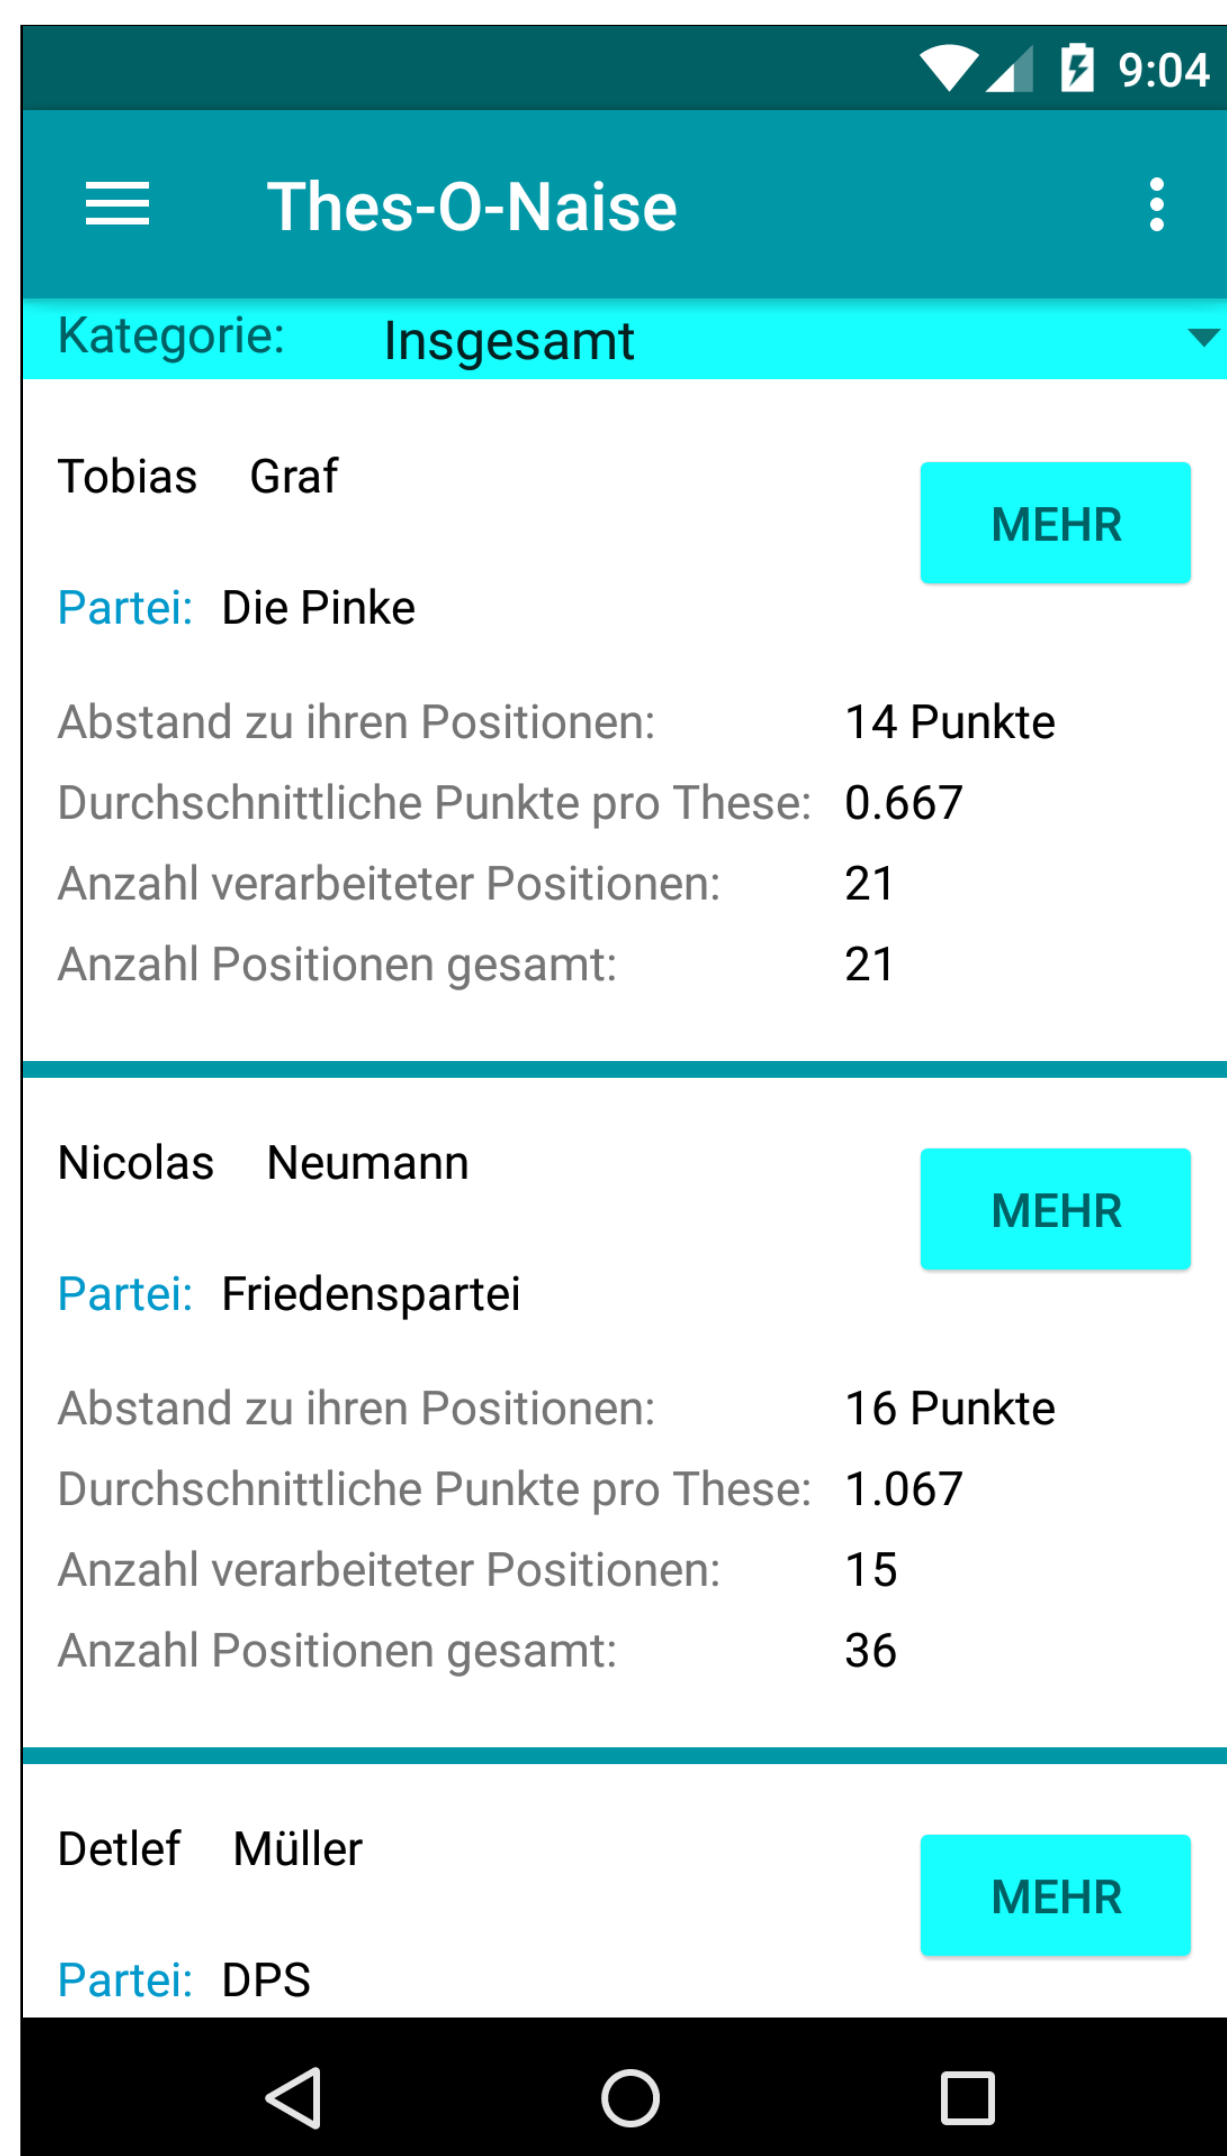 9:04
Thes-O-Naise
Kategorie: Insgesamt
Tobias Graf
MEHR
Partei: Die Pinke
Abstand zu ihren Positionen: 14 Punkte
Durchschnittliche Punkte pro These: 0.667
Anzahl verarbeiteter Positionen: 21
Anzahl Positionen gesamt: 21
Nicolas Neumann
MEHR
Partei: Friedenspartei
Abstand zu ihren Positionen: 16 Punkte
Durchschnittliche Punkte pro These: 1.067
Anzahl verarbeiteter Positionen: 15
Anzahl Positionen gesamt: 36
Detlef Müller
MEHR
Partei: DPS